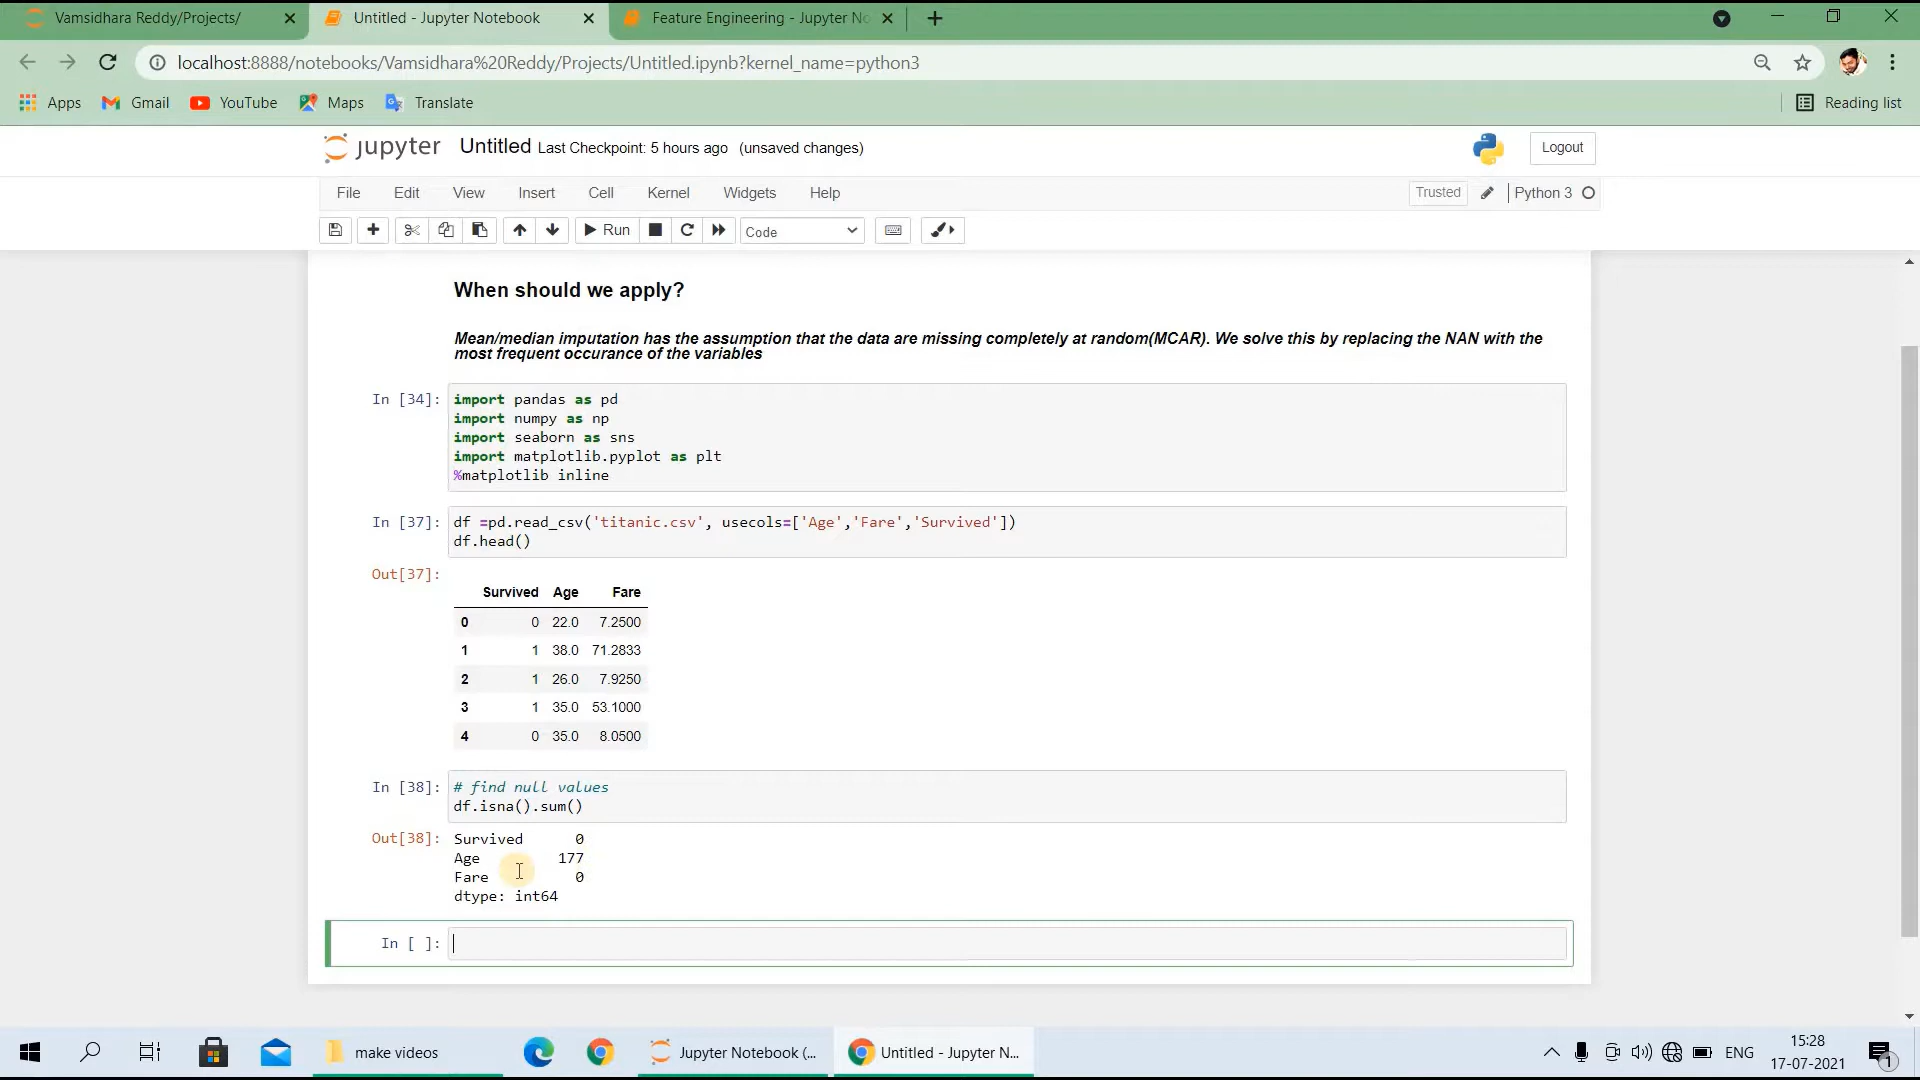 Vamsidhara Reddy/Projects/
Untitled - Jupyter Notebook
Feature Engineering - Jupyter No
localhost:8888/notebooks/Vamsidhara%20Reddy/Projects/Untitled.ipynb?kernel_name=python3
Apps Gmail YouTube Maps Translate Reading list
jupyter Untitled Last Checkpoint: 5 hours ago (unsaved changes) Logout
File Edit View Insert Cell Kernel Widgets Help Trusted Python 3
Run Code
When should we apply?
Mean/median imputation has the assumption that the data are missing completely at random(MCAR). We solve this by replacing the NAN with the
most frequent occurance of the variables
In [34]: import pandas as pd
import numpy as np
import seaborn as sns
import matplotlib.pyplot as plt
%matplotlib inline
In [37]: df =pd.read_csv('titanic.csv', usecols=['Age','Fare','Survived'])
df.head()
Out[37]:
Survived Age Fare
0 0 22.0 7.2500
1 1 38.0 71.2833
2 1 26.0 7.9250
3 1 35.0 53.1000
4 0 35.0 8.0500
In [38]: # find null values
df.isna().sum()
Out[38]: Survived 0
Age 177
Fare 0
dtype: int64
In [ ]:
make videos Jupyter Notebook (... Untitled - Jupyter N... ENG 15:28
17-07-2021 1